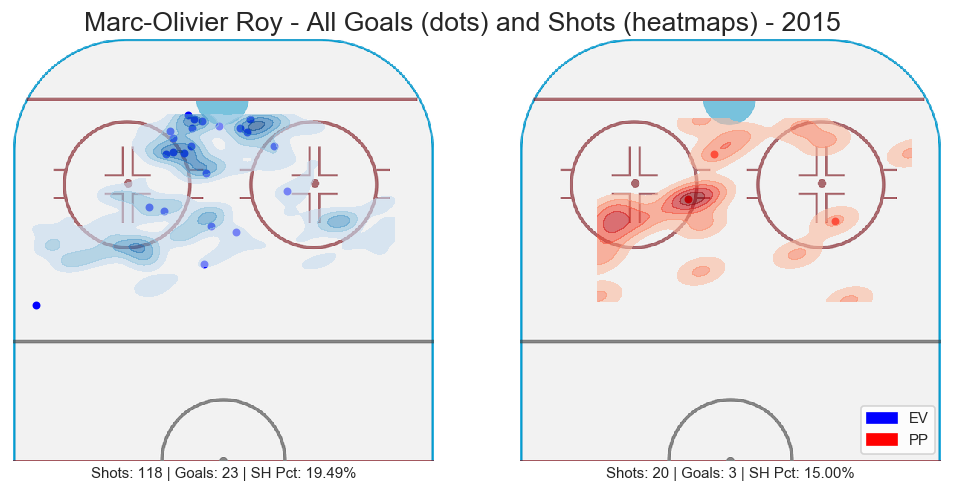 Marc-Olivier Roy - All Goals (dots) and Shots (heatmaps) - 2015
EV
PP
Shots: 118 | Goals: 23 | SH Pct: 19.49%
Shots: 20 | Goals: 3 | SH Pct: 15.00%